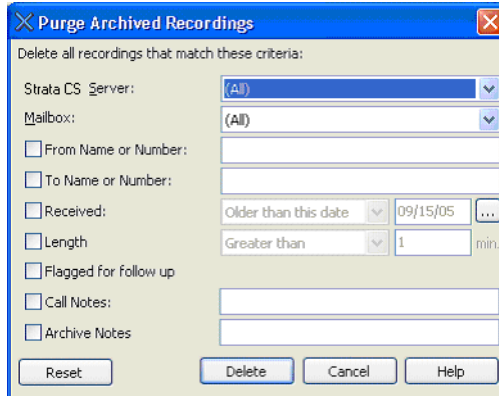 Purge Archived Recordings
Delete all recordings that match these criteria:
Strata CS Server: (All)
Mailbox: (All)
From Name or Number:
To Name or Number:
Received: Older than this date 09/15/05 ...
Length Greater than 1 min.
Flagged for follow up
Call Notes:
Archive Notes
Reset Delete Cancel Help